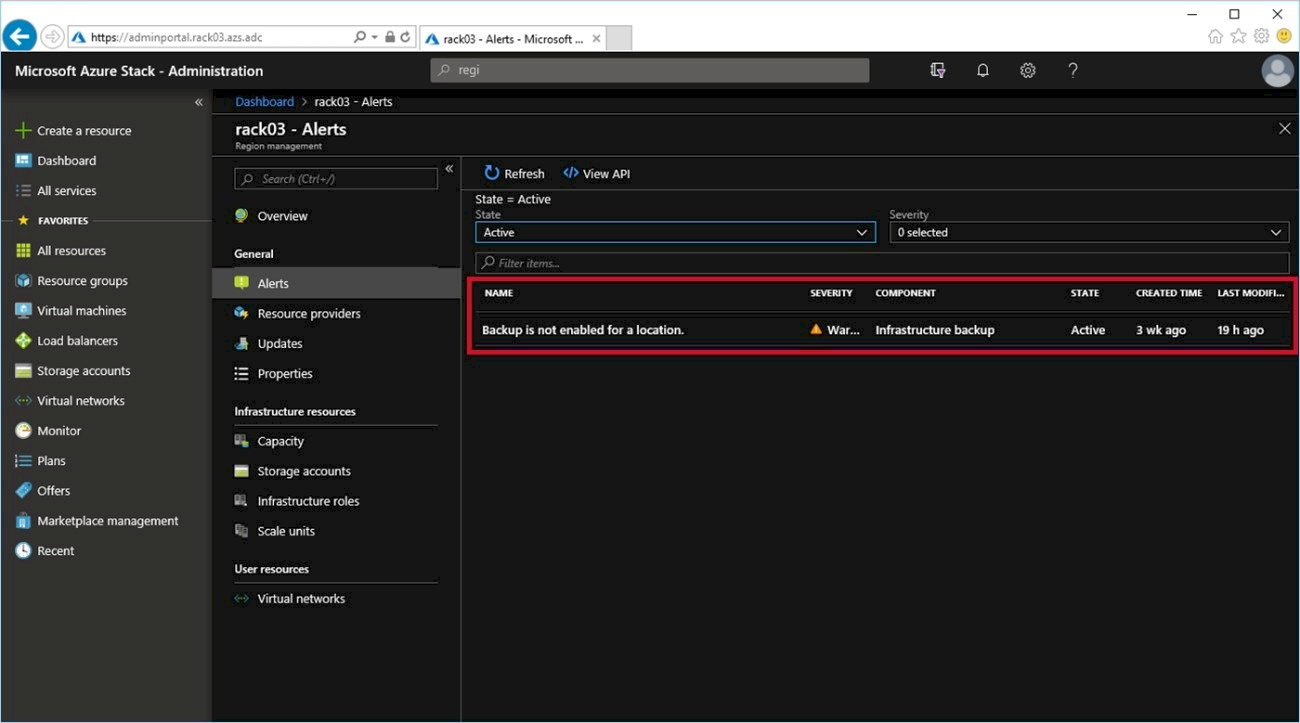 https://adminportal.rack03.azs.adc
rack03 - Alerts - Microsoft ...
Microsoft Azure Stack - Administration
regi
Create a resource
Dashboard
All services
FAVORITES
All resources
Resource groups
Virtual machines
Load balancers
Storage accounts
Virtual networks
Monitor
Plans
Offers
Marketplace management
Recent
Dashboard > rack03 - Alerts
rack03 - Alerts
Region management
Search (Ctrl+/)
Overview
General
Alerts
Resource providers
Updates
Properties
Infrastructure resources
Capacity
Storage accounts
Infrastructure roles
Scale units
User resources
Virtual networks
Refresh </> View API
State = Active
State Severity
Active 0 selected
Filter items...
NAME SEVERITY COMPONENT STATE CREATED TIME LAST MODIFI...
Backup is not enabled for a location. War... Infrastructure backup Active 3 wk ago 19 h ago